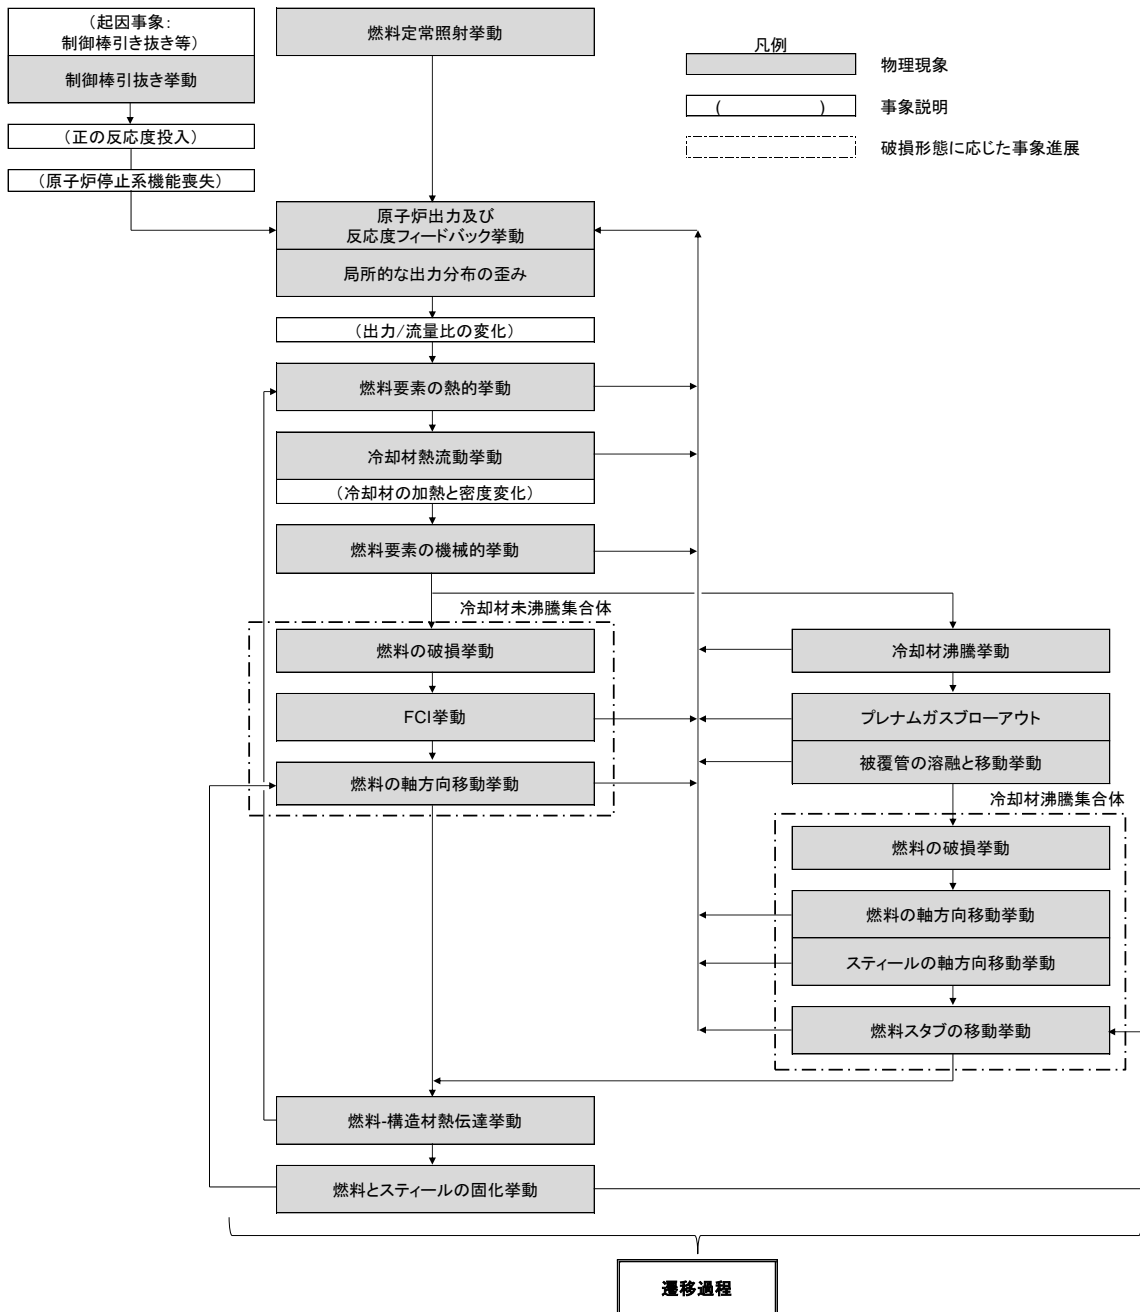 （起因事象：
制御棒引き抜き等）
制御棒引抜き挙動
（正の反応度投入）
（原子炉停止系機能喪失）
燃料定常照射挙動
凡例
物理現象
（　　　　　　　　）
事象説明
破損形態に応じた事象進展
原子炉出力及び
反応度フィードバック挙動
局所的な出力分布の歪み
（出力/流量比の変化）
燃料要素の熱的挙動
冷却材熱流動挙動
（冷却材の加熱と密度変化）
燃料要素の機械的挙動
冷却材未沸騰集合体
燃料の破損挙動
FCI挙動
燃料の軸方向移動挙動
冷却材沸騰挙動
プレナムガスブローアウト
被覆管の溶融と移動挙動
冷却材沸騰集合体
燃料の破損挙動
燃料の軸方向移動挙動
スティールの軸方向移動挙動
燃料スタブの移動挙動
燃料-構造材熱伝達挙動
燃料とスティールの固化挙動
遷移過程